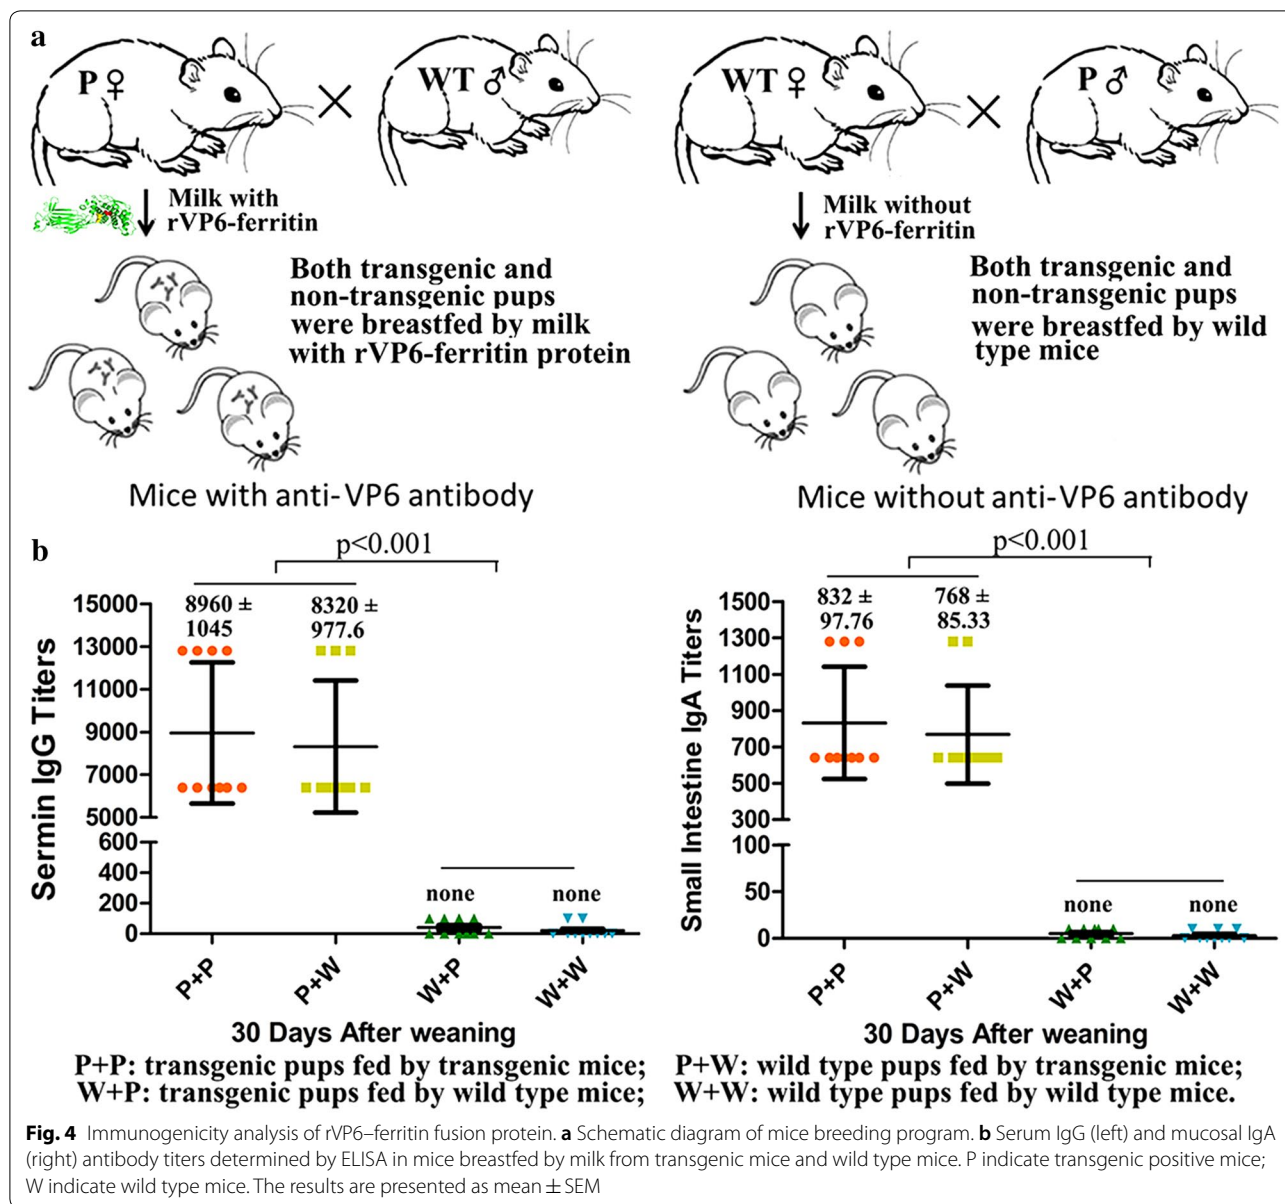 a
P ♀ × WT ♂
WT ♀ × P ♂
Milk with
rVP6-ferritin
Both transgenic and
non-transgenic pups
were breastfed by milk
with rVP6-ferritin protein
Mice with anti-VP6 antibody
Milk without
rVP6-ferritin
Both transgenic and
non-transgenic pups
were breastfed by wild
type mice
Mice without anti-VP6 antibody
b
p<0.001
8960 ±
1045
8320 ±
977.6
Sermin IgG Titers
15000
13000
11000
9000
7000
5000
600
400
200
0
none
none
P+P
P+W
W+P
W+W
30 Days After weaning
p<0.001
832 ±
97.76
768 ±
85.33
Small Intestine IgA Titers
1500
1300
1100
900
700
500
300
100
50
0
none
none
P+P
P+W
W+P
W+W
30 Days After weaning
P+P: transgenic pups fed by transgenic mice; P+W: wild type pups fed by transgenic mice;
W+P: transgenic pups fed by wild type mice; W+W: wild type pups fed by wild type mice.
Fig. 4 Immunogenicity analysis of rVP6–ferritin fusion protein. a Schematic diagram of mice breeding program. b Serum IgG (left) and mucosal IgA
(right) antibody titers determined by ELISA in mice breastfed by milk from transgenic mice and wild type mice. P indicate transgenic positive mice;
W indicate wild type mice. The results are presented as mean ± SEM